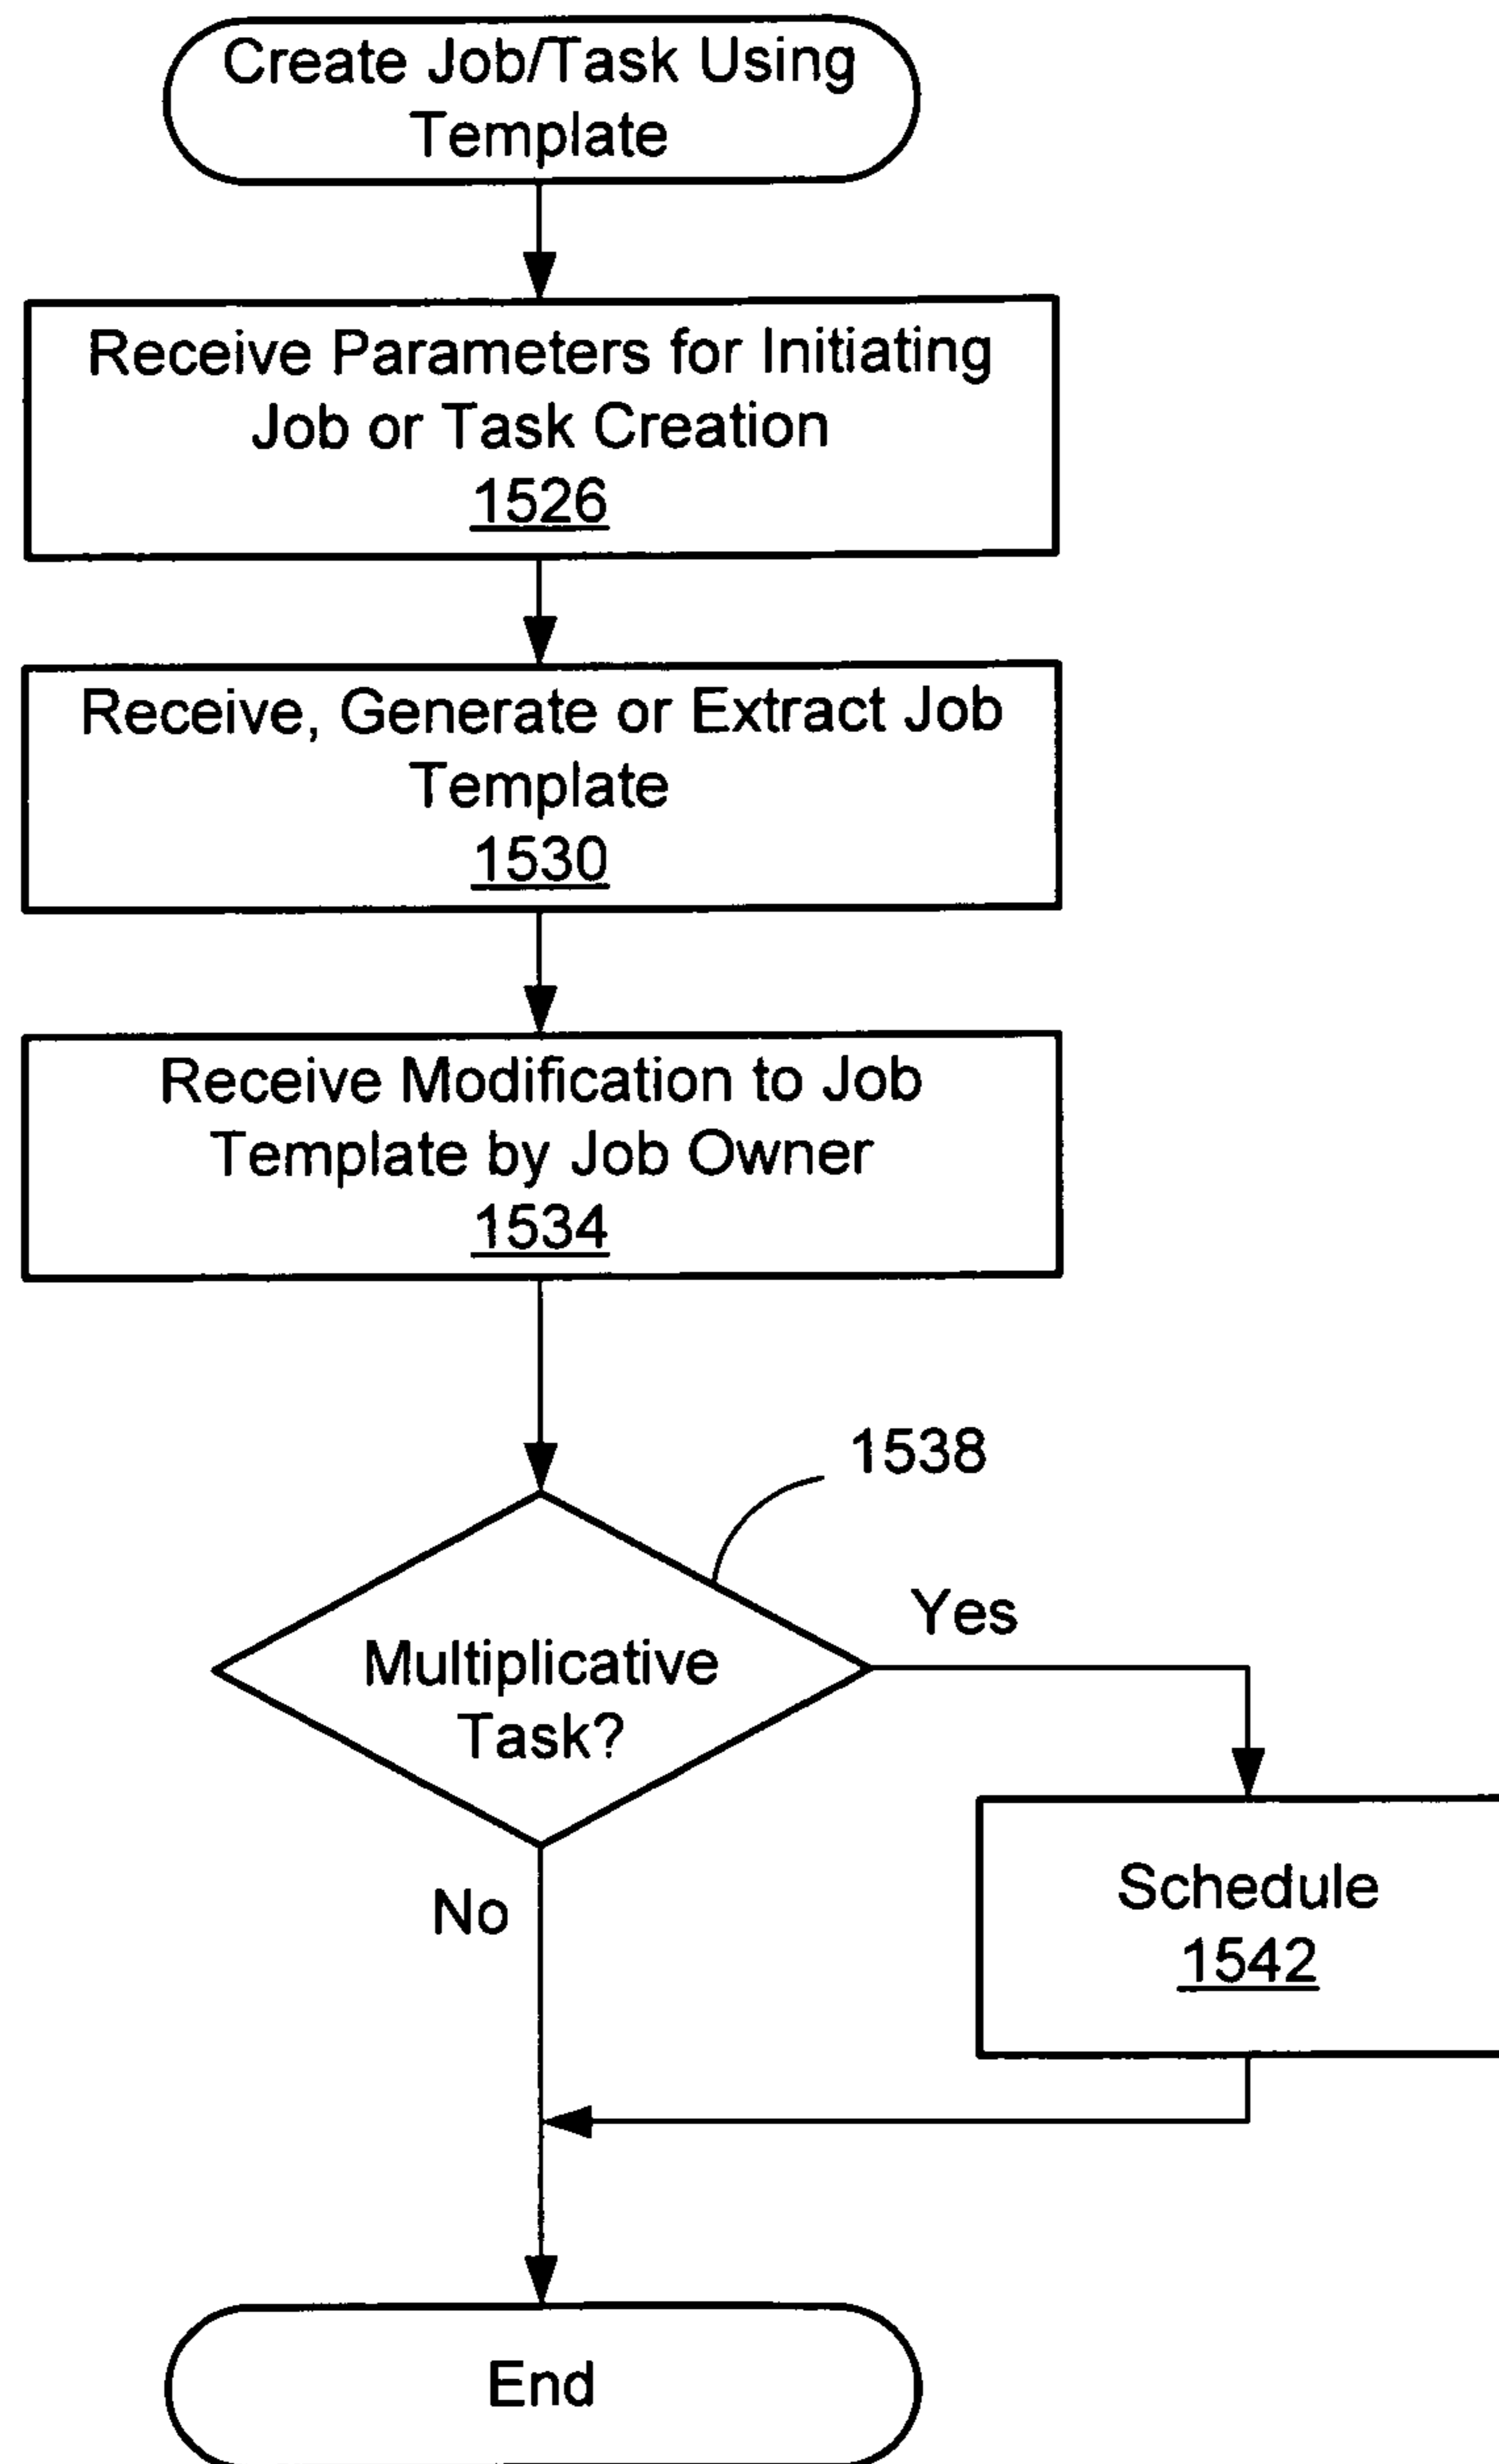 Create Job/Task Using
Template
Receive Parameters for Initiating
Job or Task Creation
1526
Receive, Generate or Extract Job
Template
1530
Receive Modification to Job
Template by Job Owner
1534
1538
Yes
Multiplicative
Task?
No
Schedule
1542
End